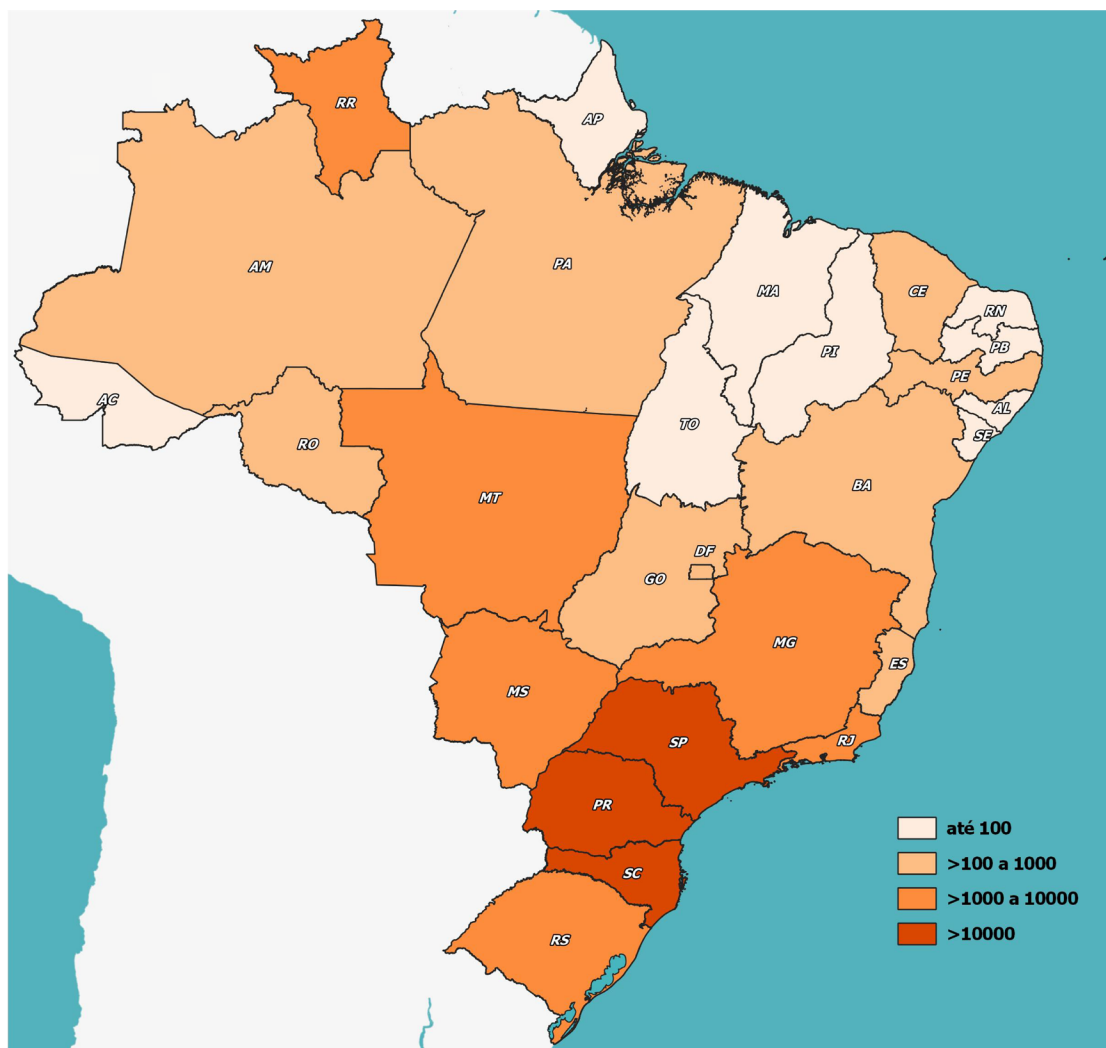 RR
AP
AM
PA
MA
CE
RN
PI
PB
PE
AC
AL
TO
SE
RO
BA
MT
DF
GO
MG
ES
MS
SP
RJ
PR
SC
RS
até 100
>100 a 1000
>1000 a 10000
>10000